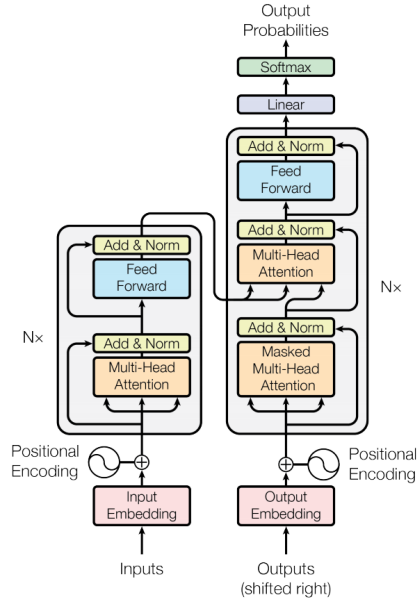 Output
Probabilities
Softmax
Linear
Add & Norm
Feed
Forward
Add & Norm
Multi-Head
Attention
Add & Norm
Masked
Multi-Head
Attention
N×
Add & Norm
Feed
Forward
N×
Add & Norm
Multi-Head
Attention
Positional
Encoding
Positional
Encoding
Input
Embedding
Output
Embedding
Inputs
Outputs
(shifted right)